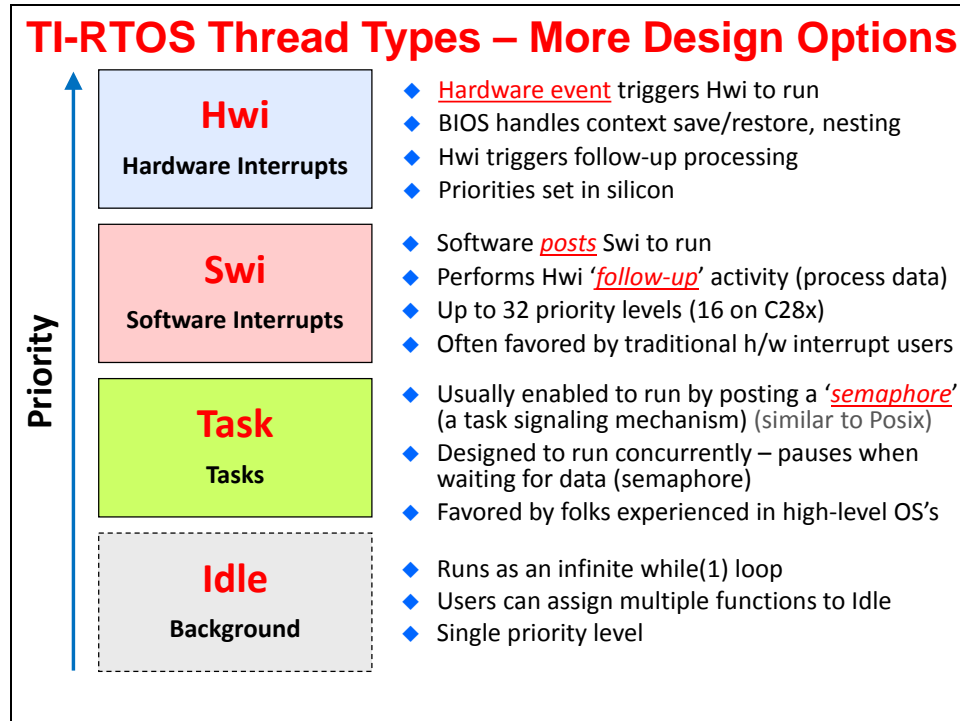 TI-RTOS Thread Types – More Design Options
Priority
Hwi
Hardware Interrupts
Hardware event triggers Hwi to run
BIOS handles context save/restore, nesting
Hwi triggers follow-up processing
Priorities set in silicon
Swi
Software Interrupts
Software posts Swi to run
Performs Hwi ‘follow-up’ activity (process data)
Up to 32 priority levels (16 on C28x)
Often favored by traditional h/w interrupt users
Task
Tasks
Usually enabled to run by posting a ‘semaphore’
(a task signaling mechanism) (similar to Posix)
Designed to run concurrently – pauses when
waiting for data (semaphore)
Favored by folks experienced in high-level OS’s
Idle
Background
Runs as an infinite while(1) loop
Users can assign multiple functions to Idle
Single priority level